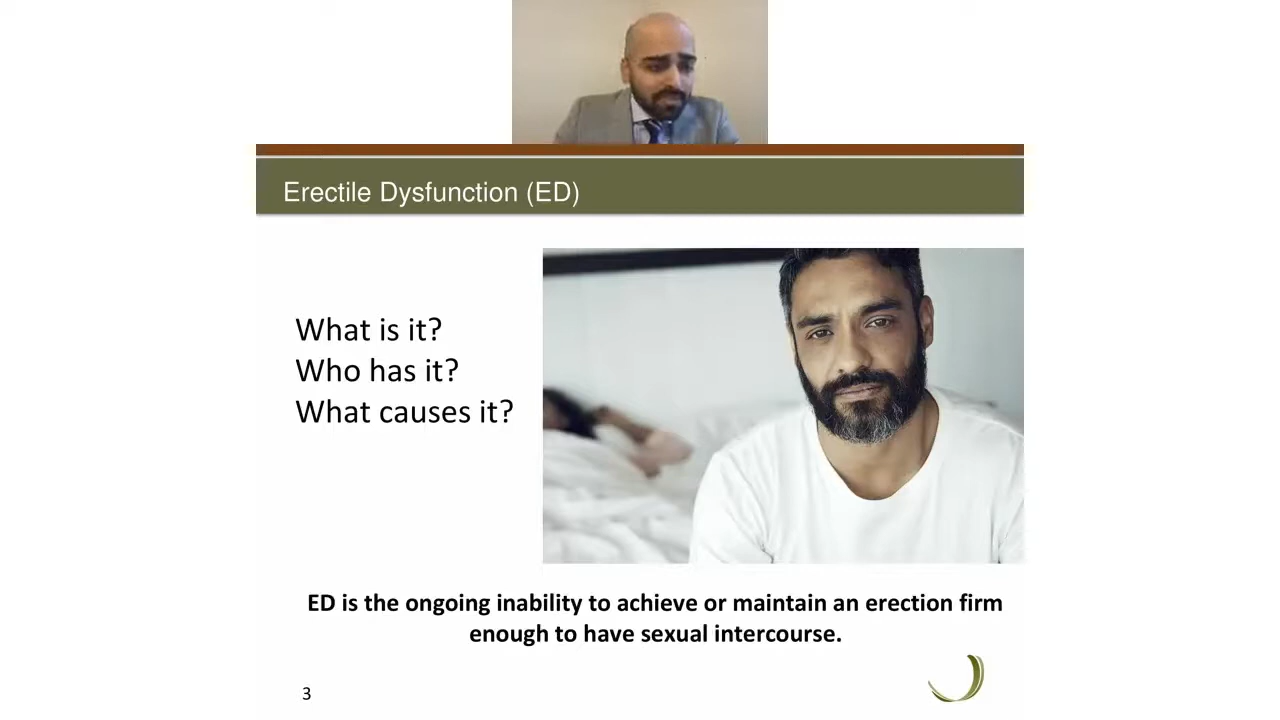 Erectile Dysfunction (ED)
What is it?
Who has it?
What causes it?
ED is the ongoing inability to achieve or maintain an erection firm
enough to have sexual intercourse.
3